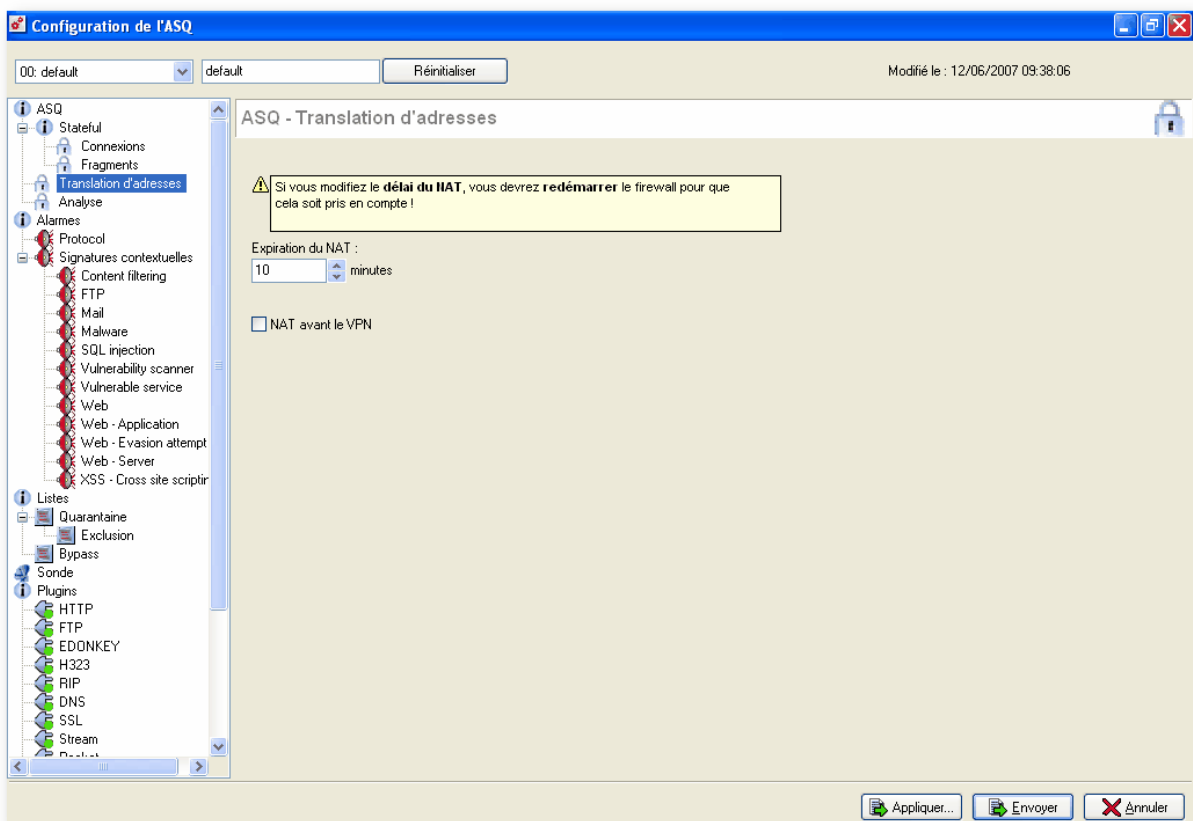 Configuration de l'ASQ
00: default
default
Réinitialiser
Modifié le : 12/06/2007 09:38:06
ASQ
Stateful
Connexions
Fragments
Translation d'adresses
Analyse
Alarmes
Protocol
Signatures contextuelles
Content filtering
FTP
Mail
Malware
SQL injection
Vulnerability scanner
Vulnerable service
Web
Web - Application
Web - Evasion attempt
Web - Server
XSS - Cross site scriptin
Listes
Quarantaine
Exclusion
Bypass
Sonde
Plugins
HTTP
FTP
EDONKEY
H323
RIP
DNS
SSL
Stream
ASQ - Translation d'adresses
Si vous modifiez le délai du NAT, vous devrez redémarrer le firewall pour que
cela soit pris en compte !
Expiration du NAT :
10 minutes
NAT avant le VPN
Appliquer...
Envoyer
Annuler